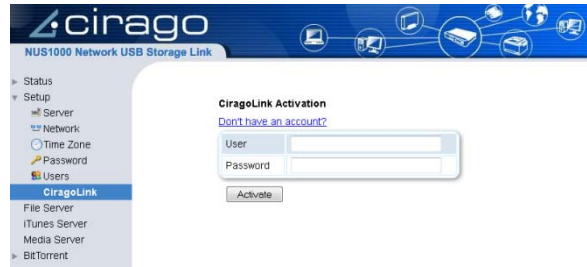 cirago
NUS1000 Network USB Storage Link
Status
Setup
Server
Network
Time Zone
Password
Users
CiragoLink
File Server
iTunes Server
Media Server
BitTorrent
CiragoLink Activation
Don't have an account?
User
Password
Activate